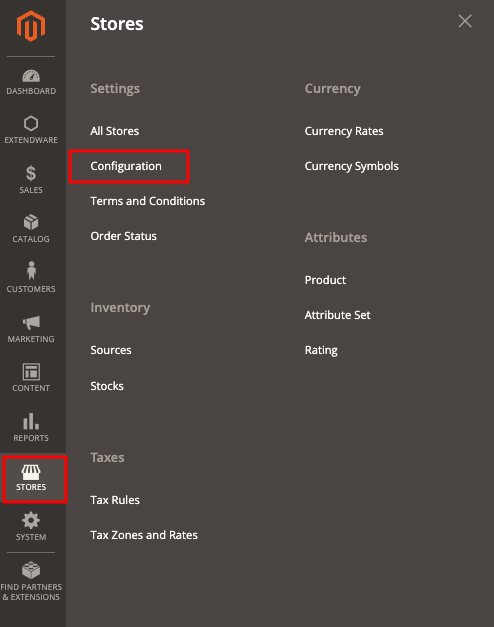 DASHBOARD
EXTENDWARE
$
SALES
CATALOG
CUSTOMERS
MARKETING
CONTENT
REPORTS
STORES
SYSTEM
FIND PARTNERS
& EXTENSIONS
Stores
Settings
All Stores
Configuration
Terms and Conditions
Order Status
Inventory
Sources
Stocks
Taxes
Tax Rules
Tax Zones and Rates
Currency
Currency Rates
Currency Symbols
Attributes
Product
Attribute Set
Rating